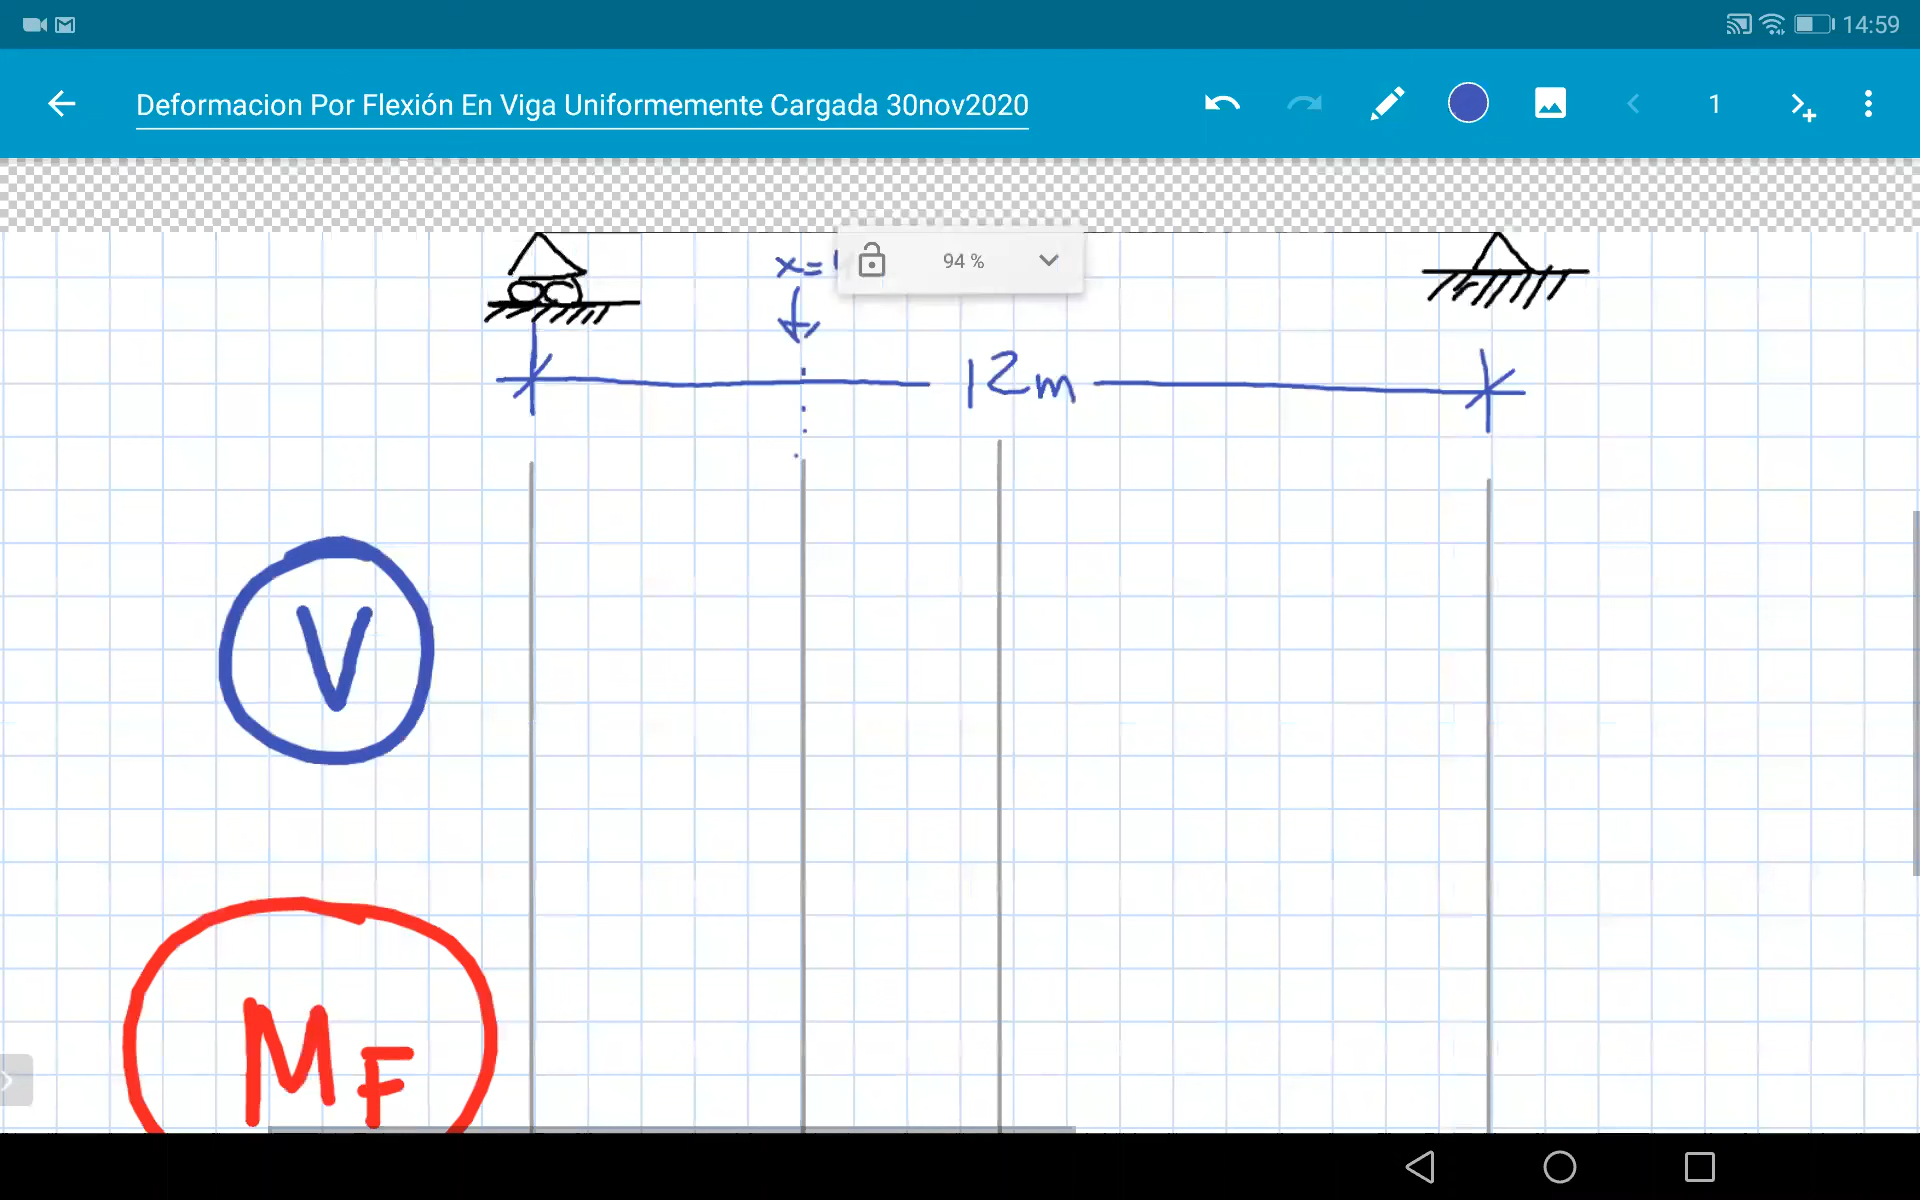 14:59
Deformacion Por Flexión En Viga Uniformemente Cargada 30nov2020
1
94 %
x=
12m
V
MF